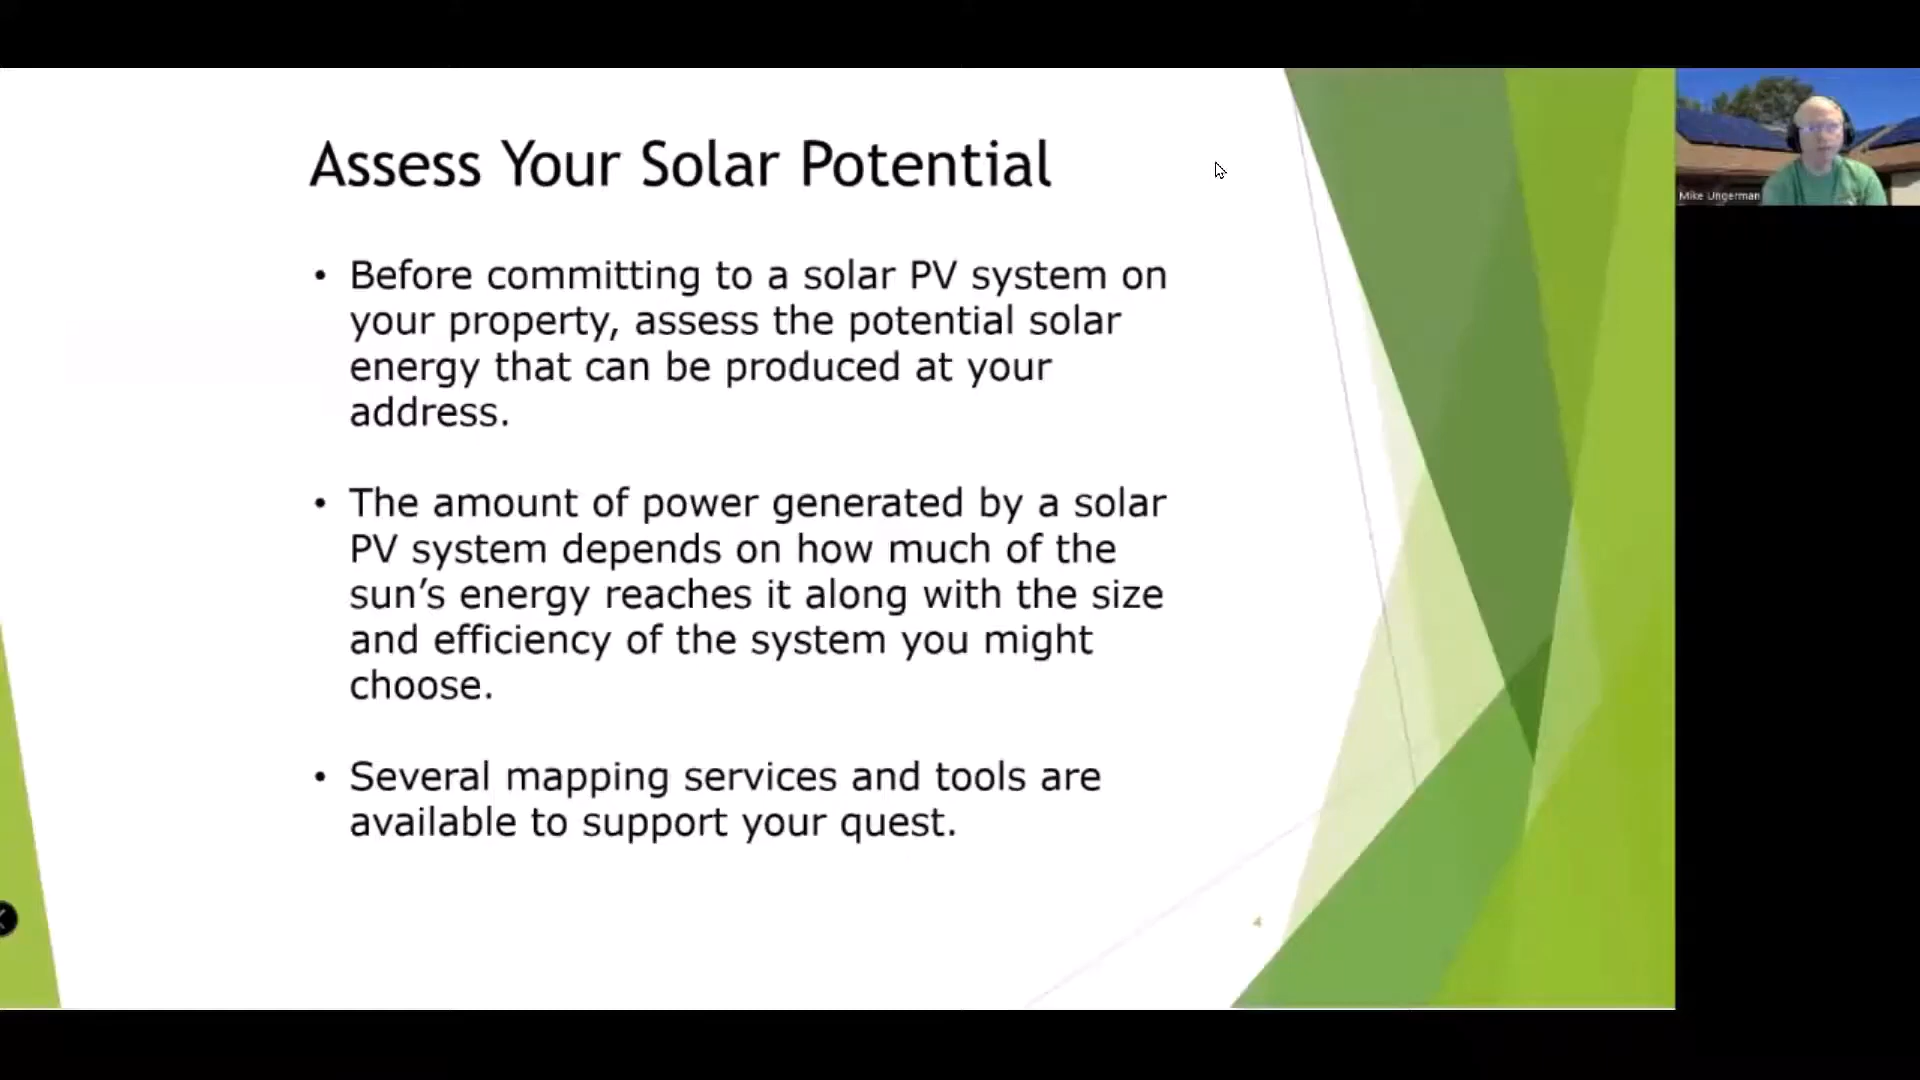 Assess Your Solar Potential
• Before committing to a solar PV system on
your property, assess the potential solar
energy that can be produced at your
address.
• The amount of power generated by a solar
PV system depends on how much of the
sun’s energy reaches it along with the size
and efficiency of the system you might
choose.
• Several mapping services and tools are
available to support your quest.
4
Mike Ungerman